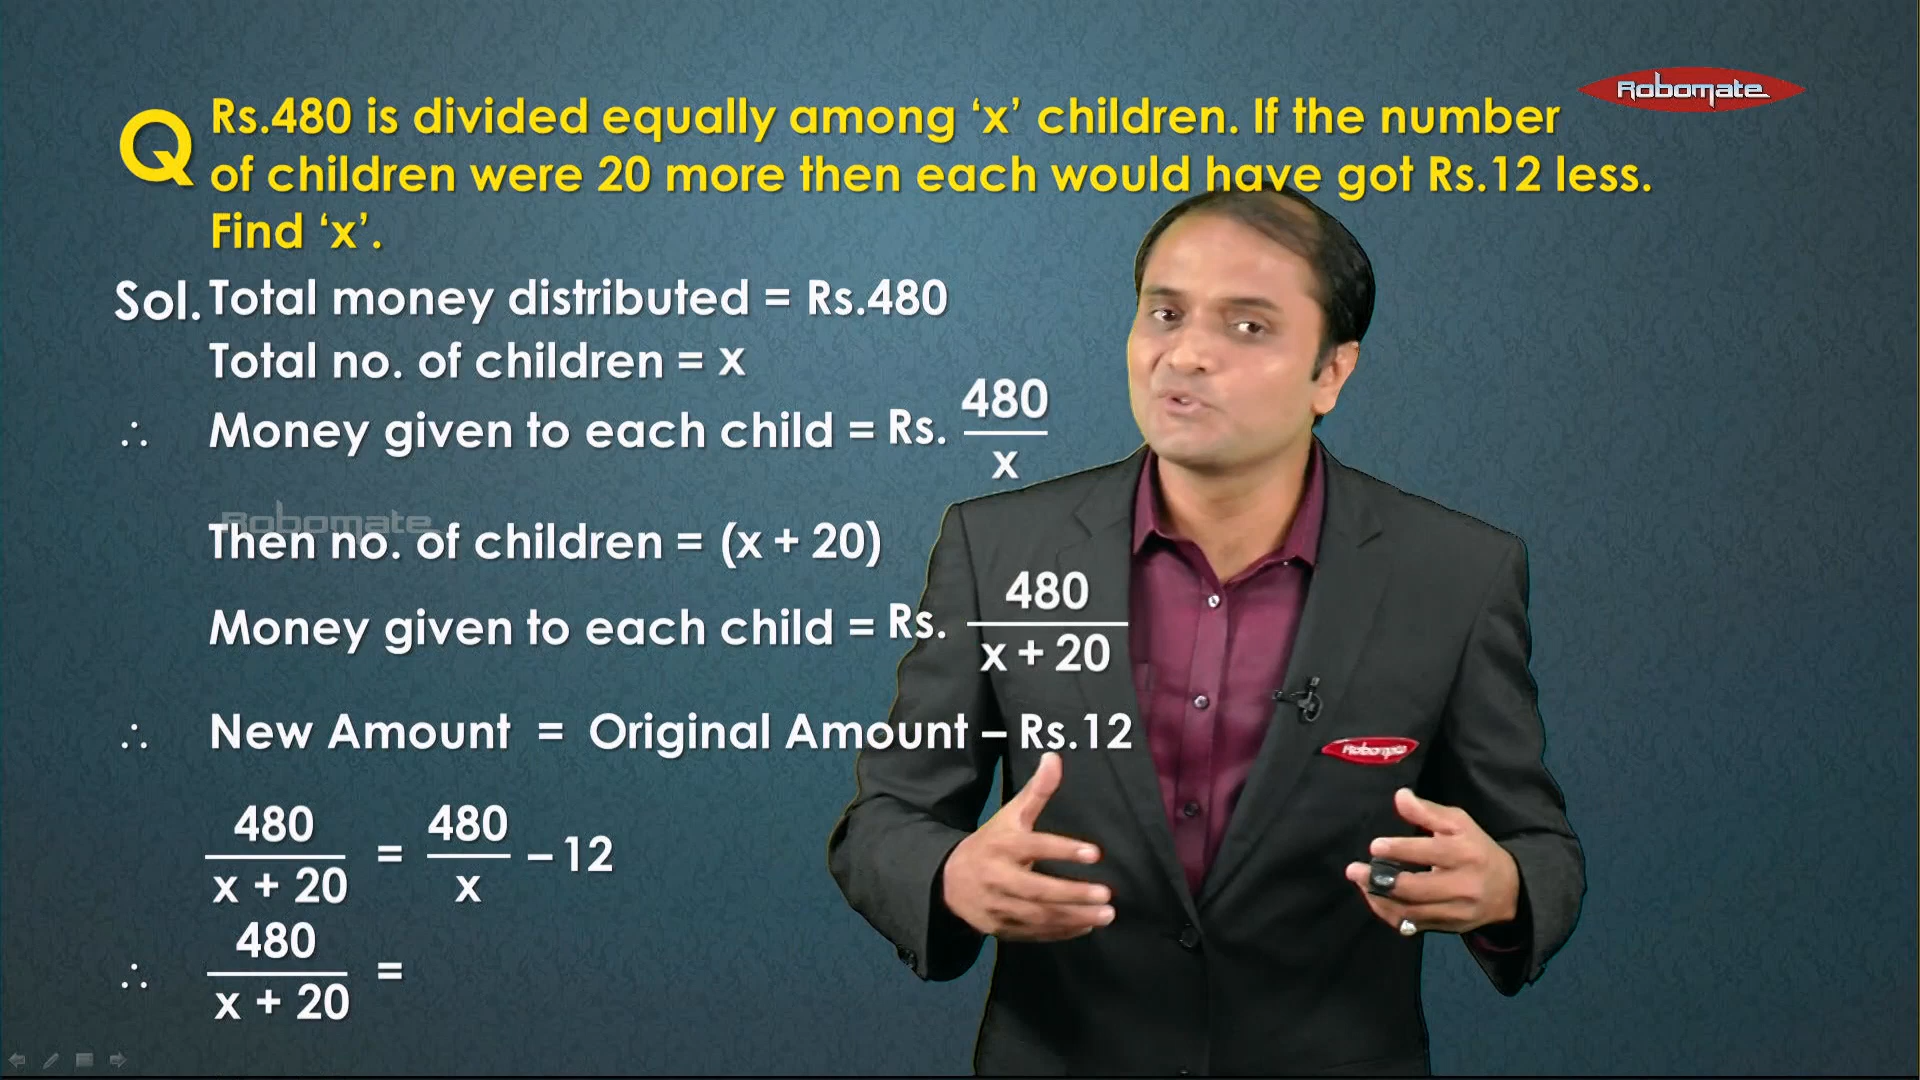 Robomate
Q Rs.480 is divided equally among ‘x’ children. If the number
of children were 20 more then each would have got Rs.12 less.
Find ‘x’.
Sol. Total money distributed = Rs.480
Total no. of children = x
∴ Money given to each child = Rs. 480/x
Robomate
Then no. of children = (x + 20)
Money given to each child = Rs. 480/(x + 20)
∴ New Amount = Original Amount – Rs.12
Robomate
480/(x + 20) = 480/x – 12
∴ 480/(x + 20) =